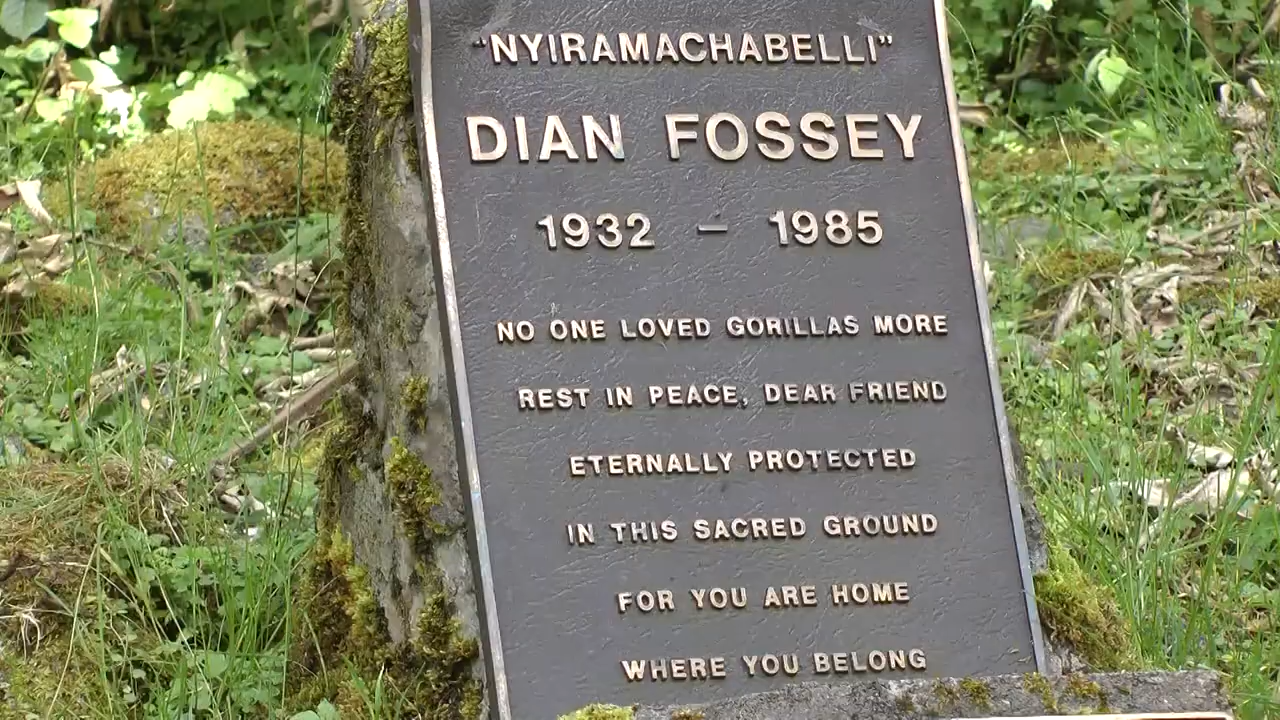 “NYIRAMACHABELLI”
DIAN FOSSEY
1932 – 1985
NO ONE LOVED GORILLAS MORE
REST IN PEACE, DEAR FRIEND
ETERNALLY PROTECTED
IN THIS SACRED GROUND
FOR YOU ARE HOME
WHERE YOU BELONG